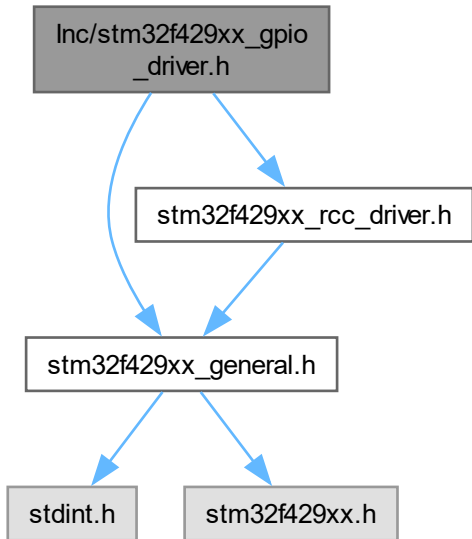 Inc/stm32f429xx_gpio
_driver.h
stm32f429xx_rcc_driver.h
stm32f429xx_general.h
stdint.h
stm32f429xx.h